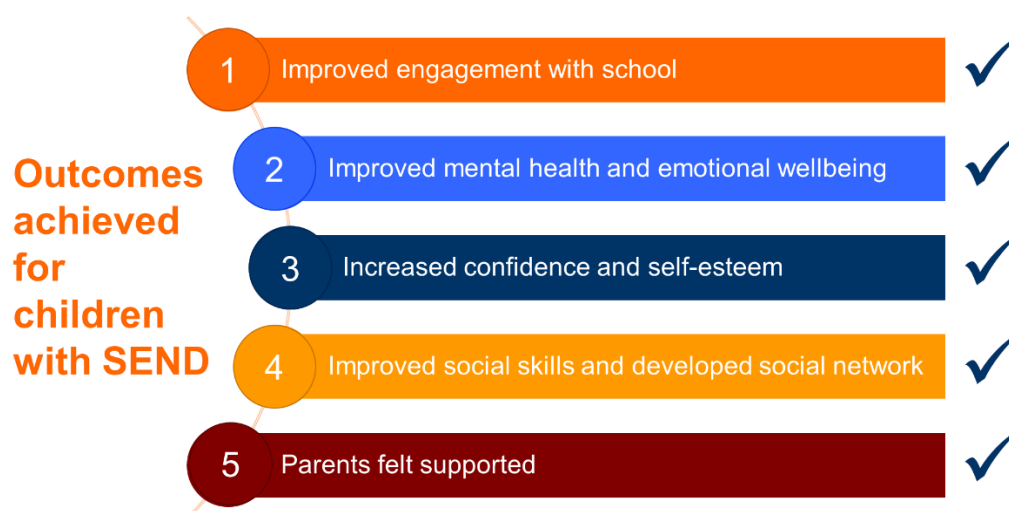 Outcomes
achieved
for
children
with SEND
1
Improved engagement with school
2
Improved mental health and emotional wellbeing
3
Increased confidence and self-esteem
4
Improved social skills and developed social network
5
Parents felt supported